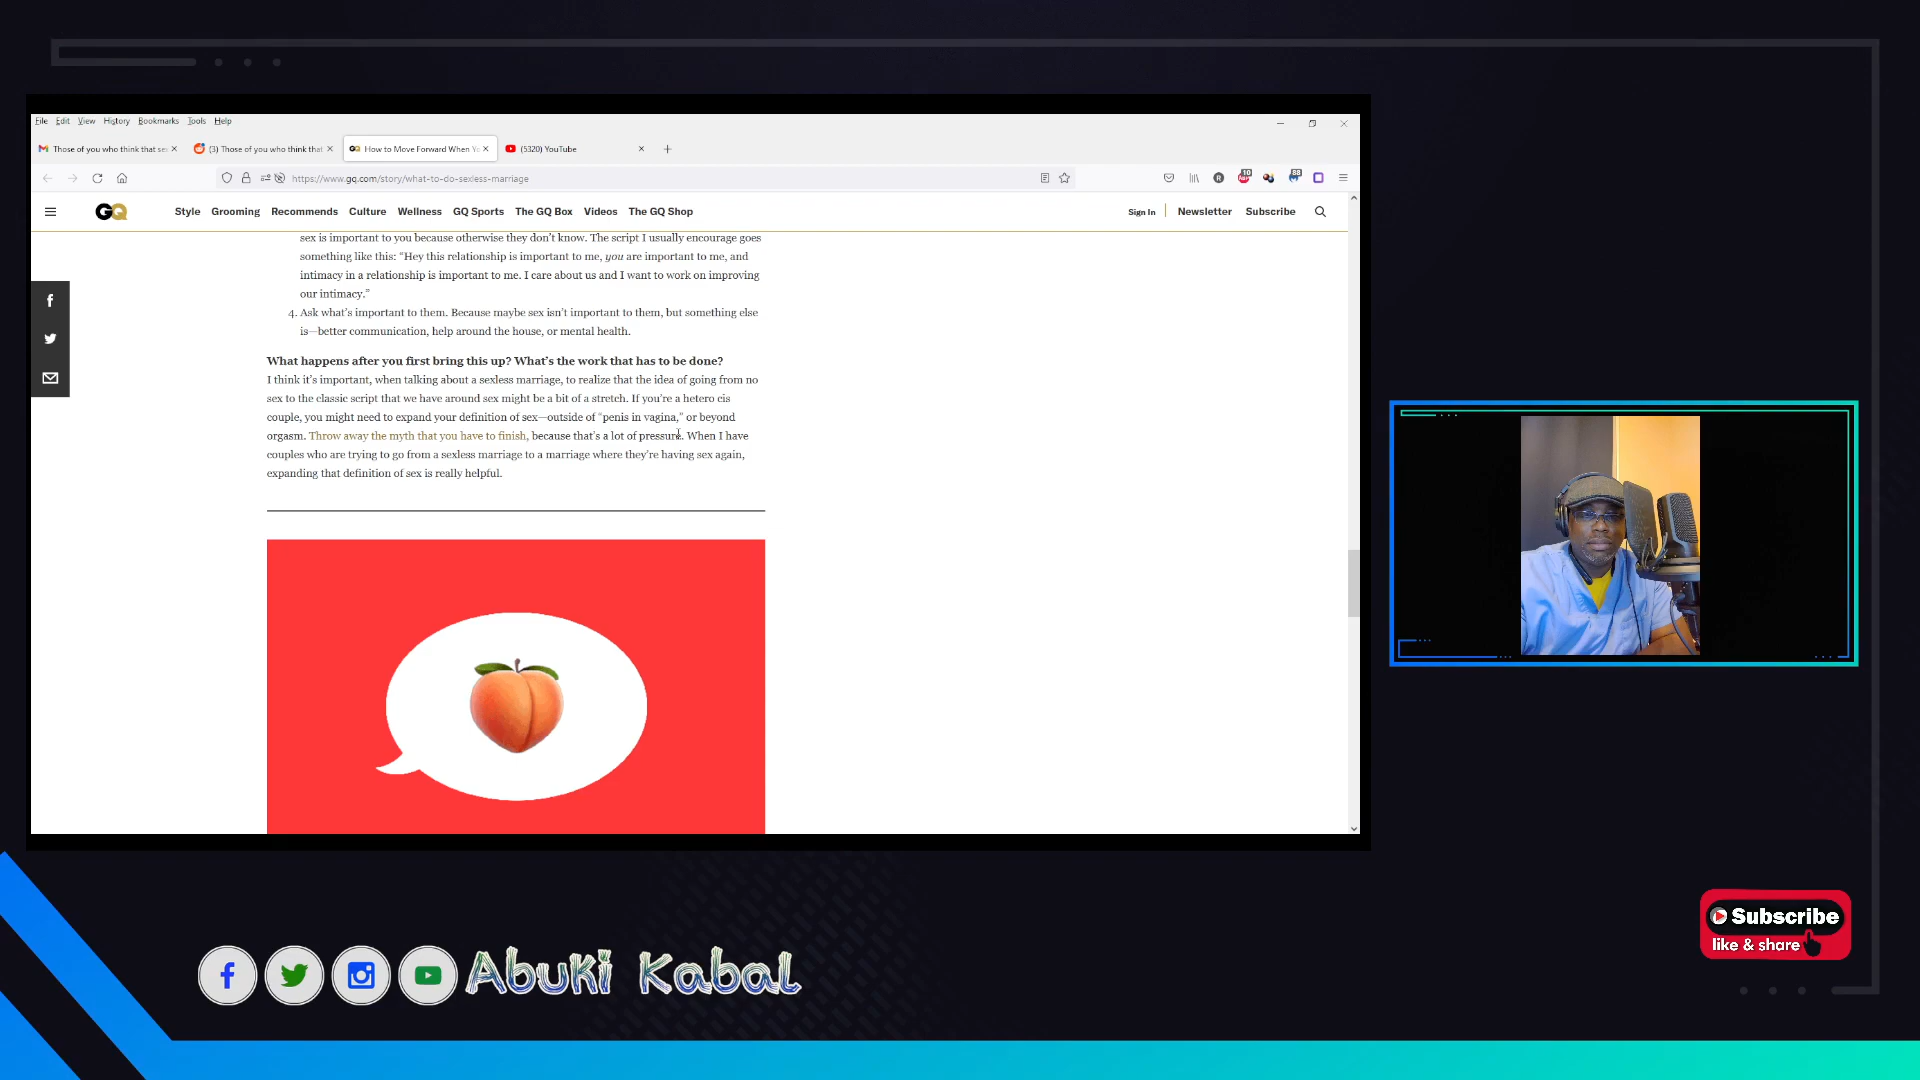 File Edit View History Bookmarks Tools Help
Those of you who think that se
(3) Those of you who think that
GQ How to Move Forward When Yo
(5320) YouTube
https://www.gq.com/story/what-to-do-sexless-marriage
10
88
GQ Style Grooming Recommends Culture Wellness GQ Sports The GQ Box Videos The GQ Shop Sign In Newsletter Subscribe
sex is important to you because otherwise they don't know. The script I usually encourage goes
something like this: “Hey this relationship is important to me, you are important to me, and
intimacy in a relationship is important to me. I care about us and I want to work on improving
our intimacy.”
4. Ask what's important to them. Because maybe sex isn't important to them, but something else
is—better communication, help around the house, or mental health.
What happens after you first bring this up? What's the work that has to be done?
I think it's important, when talking about a sexless marriage, to realize that the idea of going from no
sex to the classic script that we have around sex might be a bit of a stretch. If you're a hetero cis
couple, you might need to expand your definition of sex—outside of “penis in vagina,” or beyond
orgasm. Throw away the myth that you have to finish, because that's a lot of pressure. When I have
couples who are trying to go from a sexless marriage to a marriage where they're having sex again,
expanding that definition of sex is really helpful.
Subscribe
like & share
Abuki Kabal